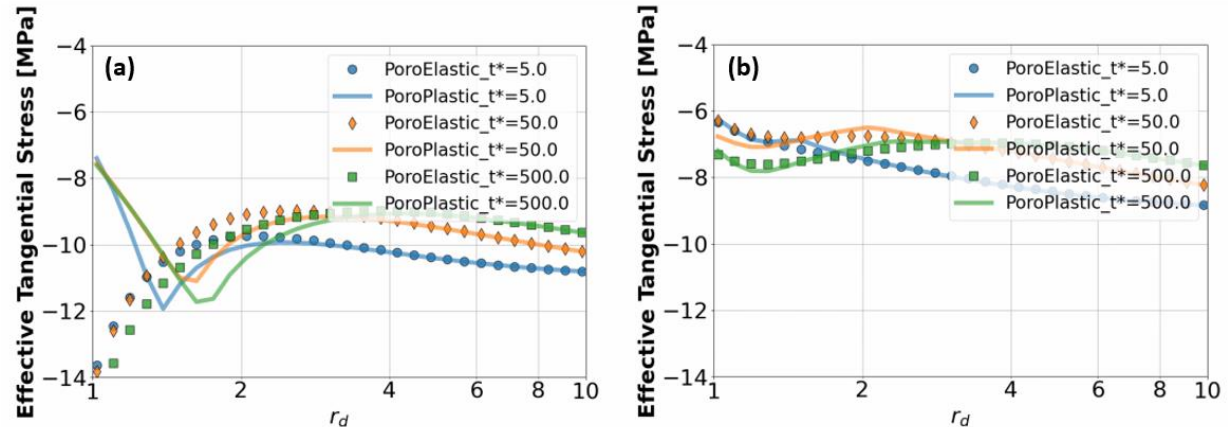 (a)
Effective Tangential Stress [MPa]
−4
−6
−8
−10
−12
−14
PoroElastic_t*=5.0
PoroPlastic_t*=5.0
PoroElastic_t*=50.0
PoroPlastic_t*=50.0
PoroElastic_t*=500.0
PoroPlastic_t*=500.0
1
2
4
6
8
10
r_d
(b)
Effective Tangential Stress [MPa]
−4
−6
−8
−10
−12
−14
PoroElastic_t*=5.0
PoroPlastic_t*=5.0
PoroElastic_t*=50.0
PoroPlastic_t*=50.0
PoroElastic_t*=500.0
PoroPlastic_t*=500.0
1
2
4
6
8
10
r_d